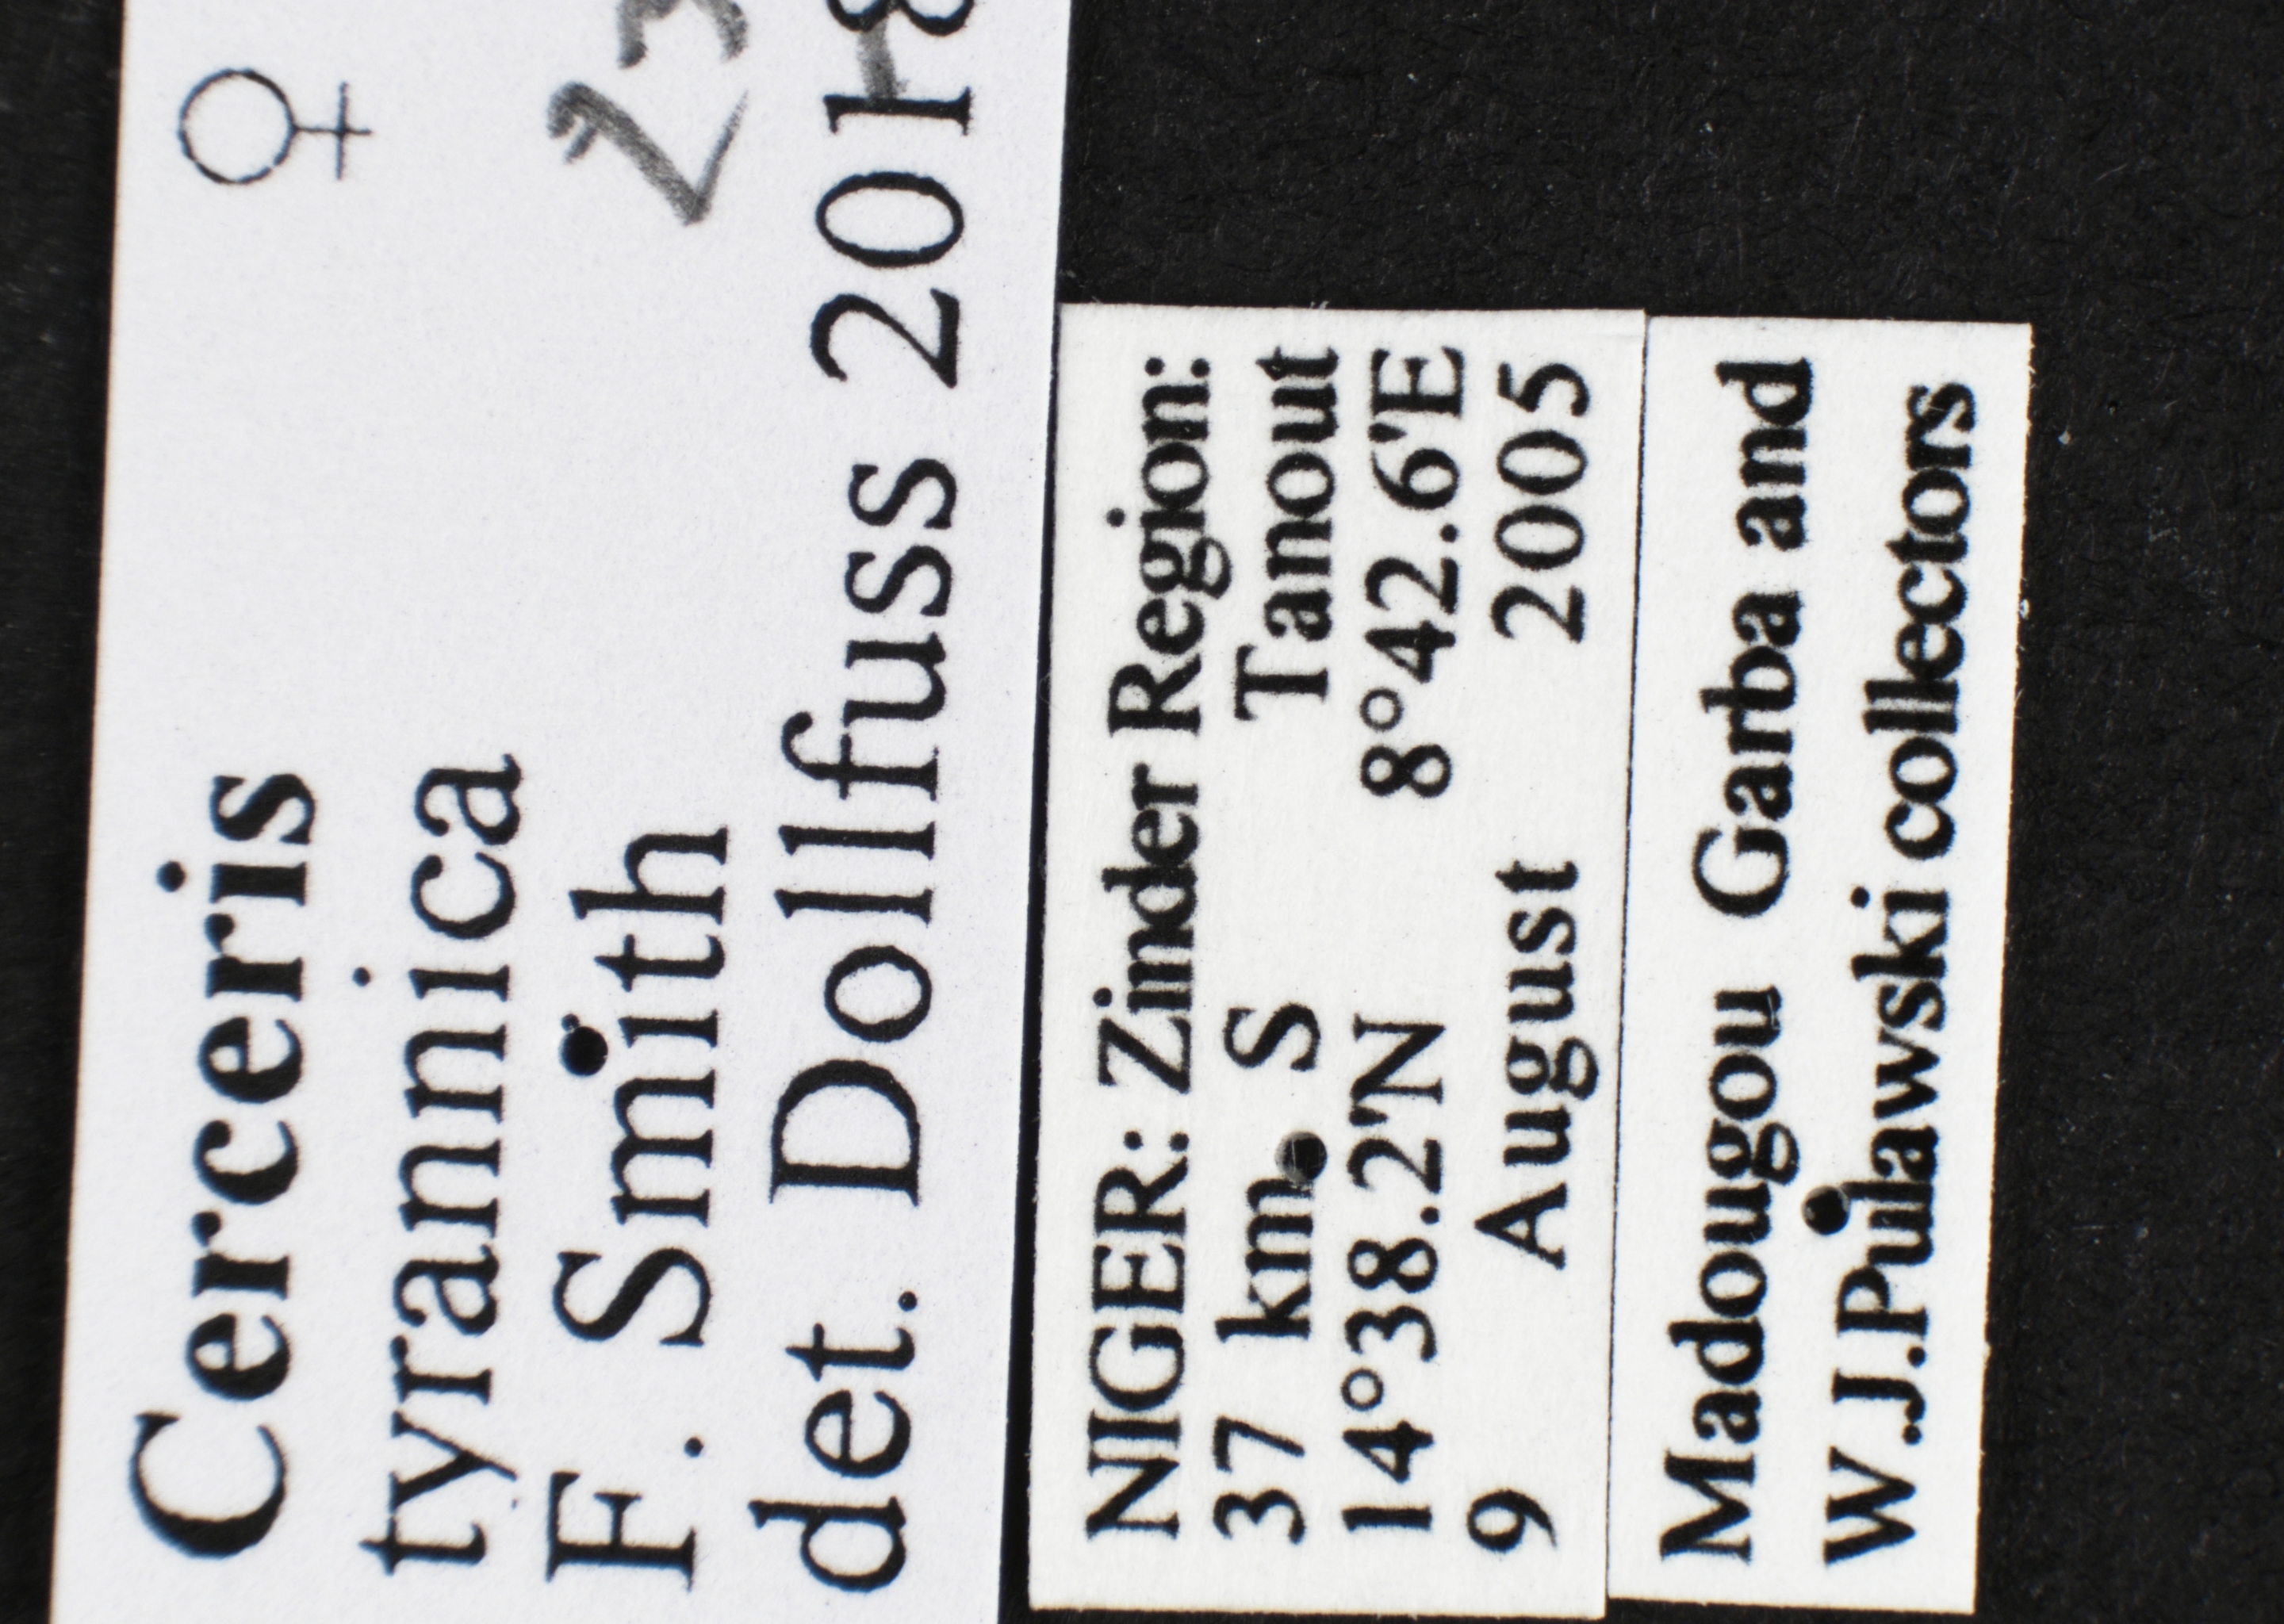 Cerceris ♀
tyrannica
F. Smith
det. Dollfuss 2018
NIGER: Zinder Region:
37 km S Tanout
14°38.2'N 8°42.6'E
9 August 2005
Madougou Garba and
W.J.Pulawski collectors